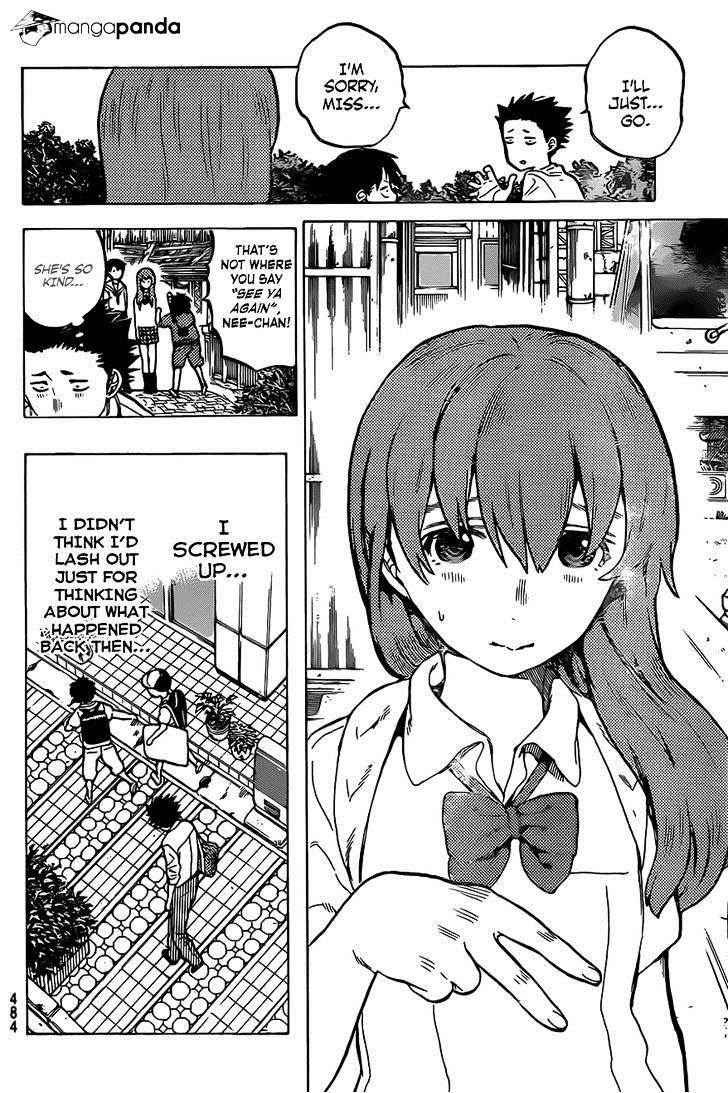 mangapanda
I'LL
JUST...
GO.
I'M
SORRY,
MISS...
THAT'S
NOT WHERE
YOU SAY
"SEE YA
AGAIN",
NEE-CHAN!
SHE'S SO
KIND...
I
SCREWED
UP...
I DIDN'T
THINK I'D
LASH OUT
JUST FOR
THINKING
ABOUT WHAT
HAPPENED
BACK THEN...
484